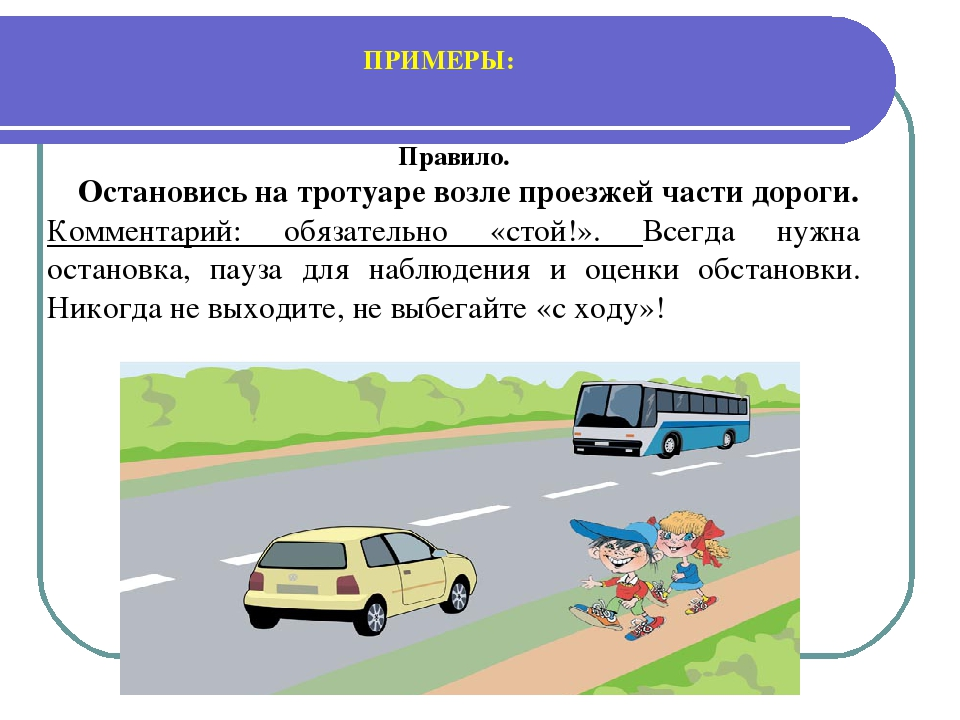 ПРИМЕРЫ:
Правило.
Остановись на тротуаре возле проезжей части дороги.
Комментарий: обязательно «стой!». Всегда нужна
остановка, пауза для наблюдения и оценки обстановки.
Никогда не выходите, не выбегайте «с ходу»!